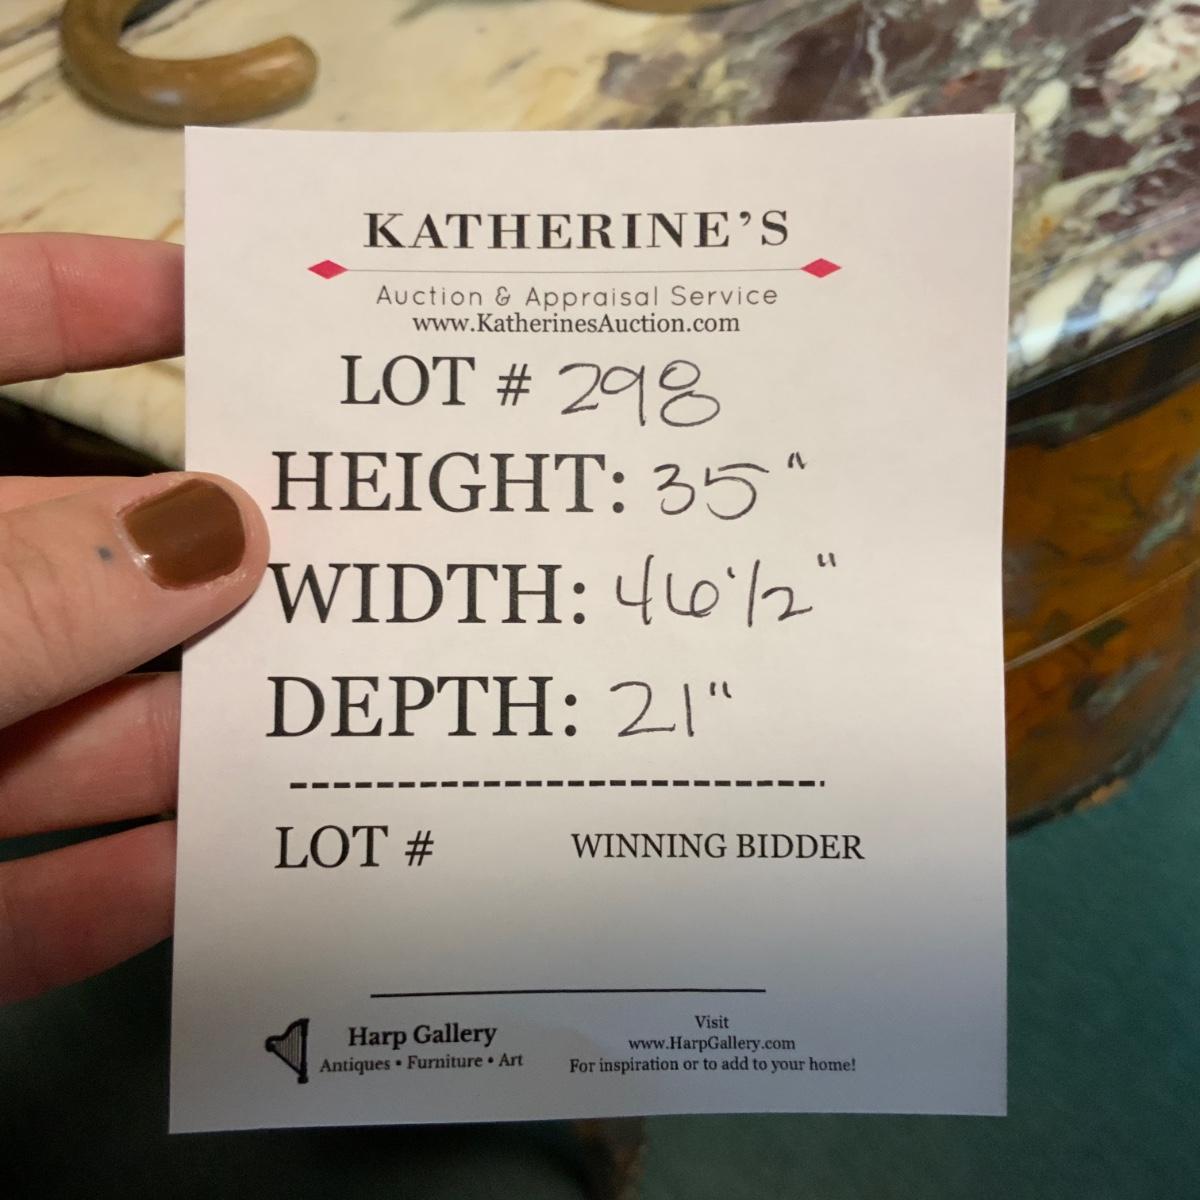 KATHERINE'S
Auction & Appraisal Service
www.KatherinesAuction.com
LOT # 298
HEIGHT: 35"
WIDTH: 46 1/2"
DEPTH: 21"
LOT # WINNING BIDDER
Harp Gallery
Antiques • Furniture • Art
Visit
www.HarpGallery.com
For inspiration or to add to your home!